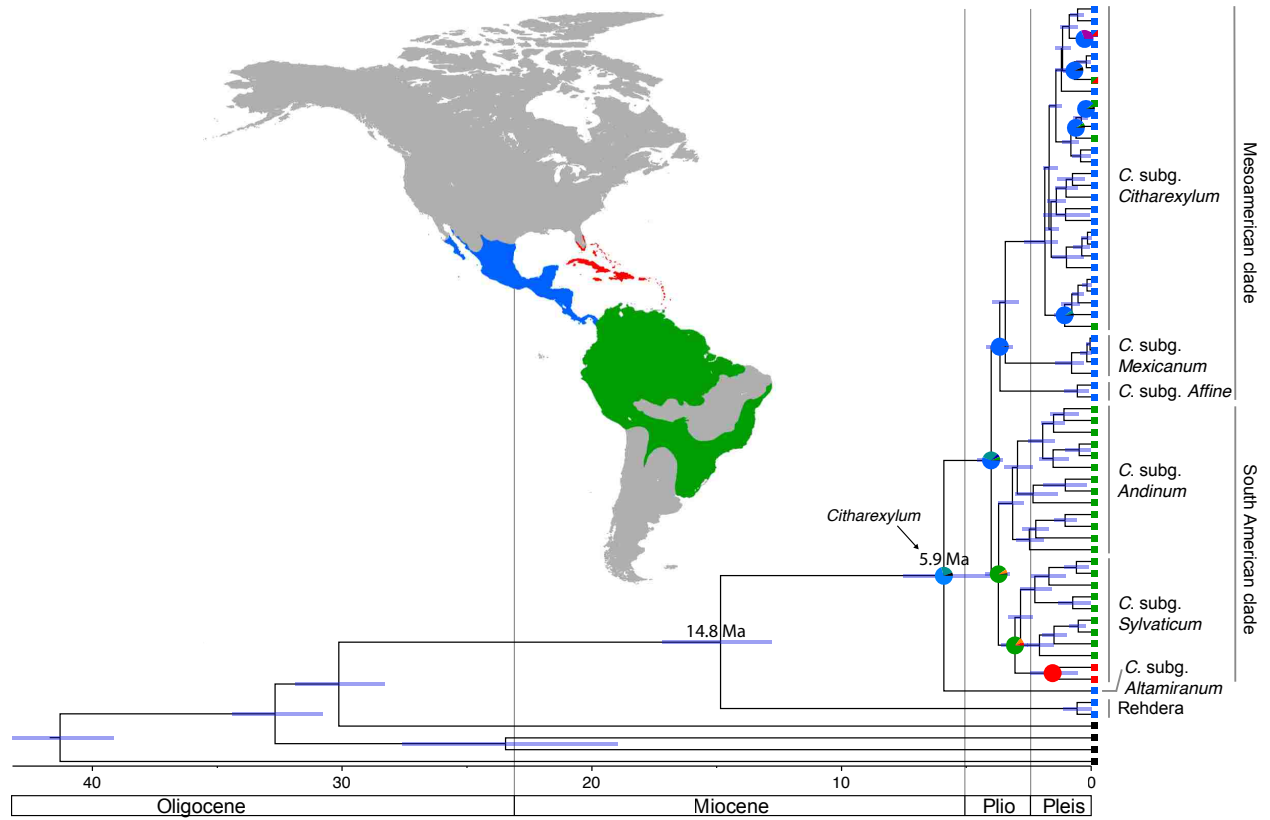 C. subg.
Citharexylum
Mesoamerican clade
C. subg.
Mexicanum
C. subg. Affine
C. subg.
Andinum
South American clade
Citharexylum
5.9 Ma
C. subg.
Sylvaticum
14.8 Ma
C. subg.
Altamiranum
Rehdera
40
30
20
10
0
Oligocene
Miocene
Plio
Pleis